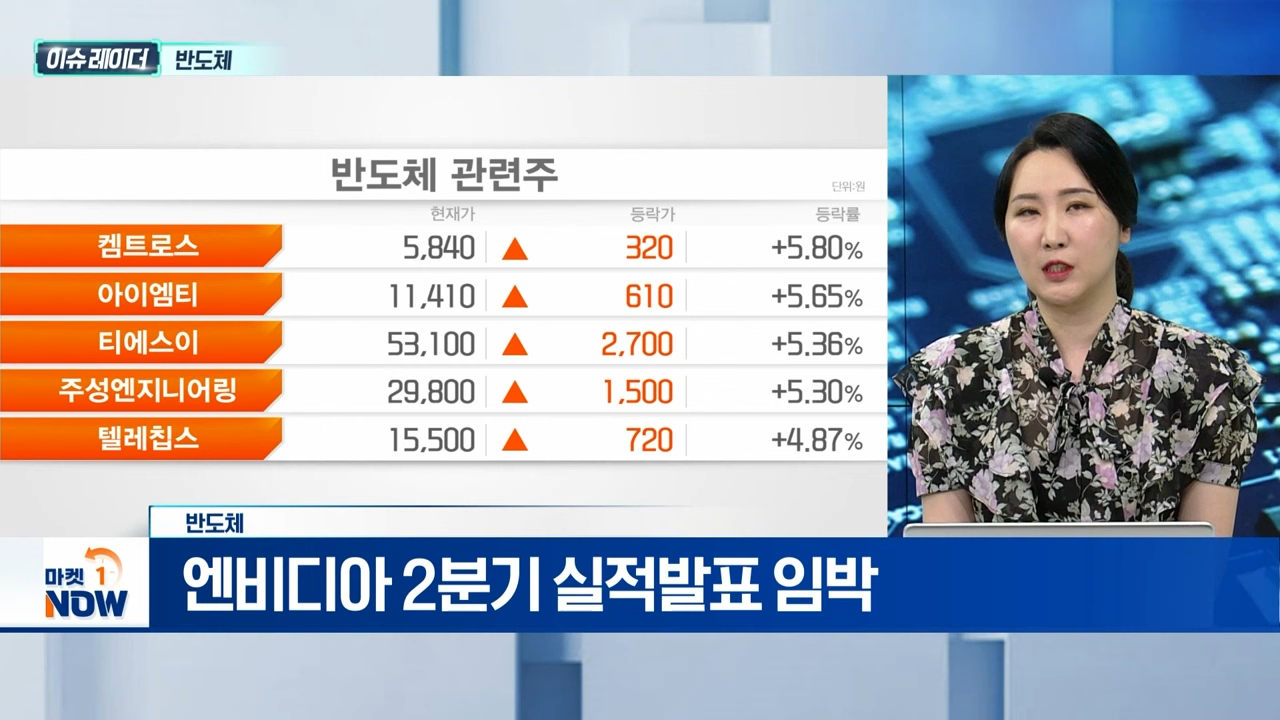 이슈레이더 반도체
반도체 관련주
단위:원
현재가 등락가 등락률
켐트로스 5,840 ▲ 320 +5.80%
아이엠티 11,410 ▲ 610 +5.65%
티에스이 53,100 ▲ 2,700 +5.36%
주성엔지니어링 29,800 ▲ 1,500 +5.30%
텔레칩스 15,500 ▲ 720 +4.87%
반도체
마켓 1
NOW
엔비디아 2분기 실적발표 임박